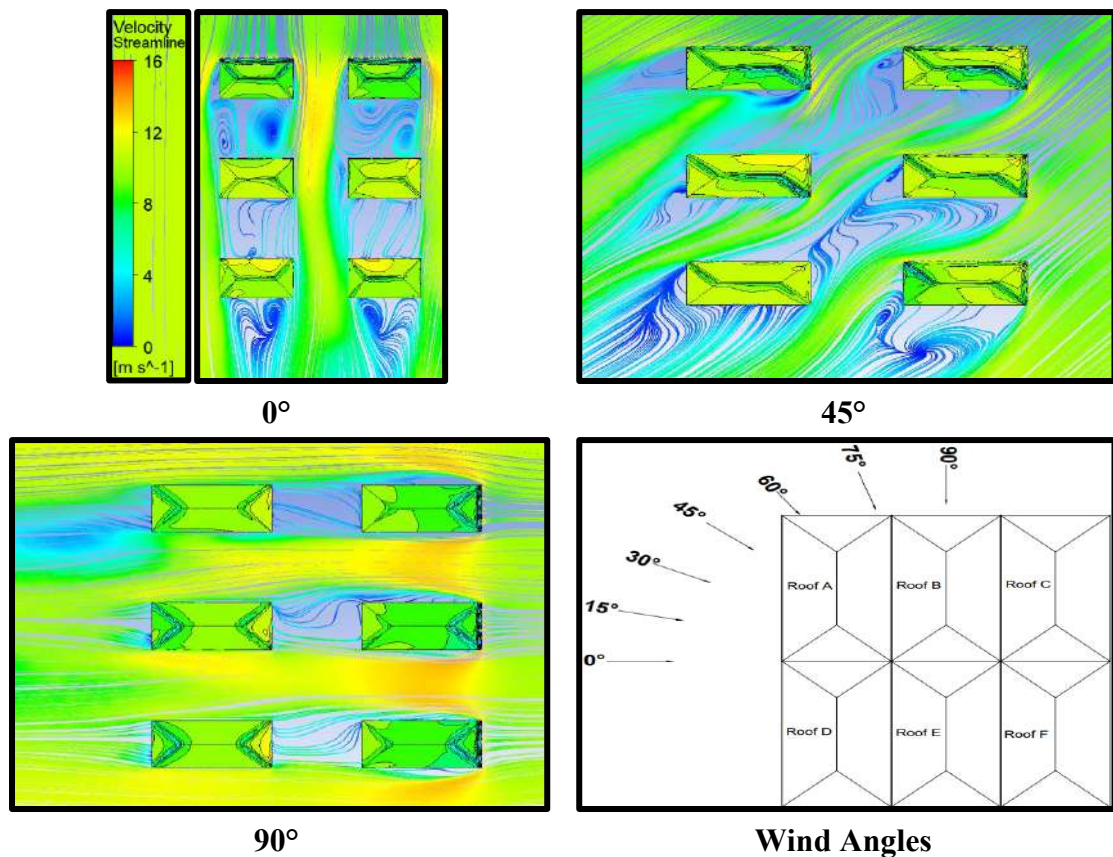 Velocity
Streamline
16
12
8
4
0
[m s^-1]
0°
45°
90°
75°
60°
45°
30°
15°
0°
90°
Roof A
Roof B
Roof C
Roof D
Roof E
Roof F
Wind Angles